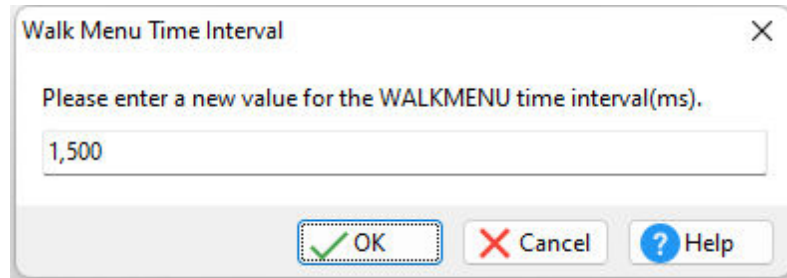 Walk Menu Time Interval
Please enter a new value for the WALKMENU time interval(ms).
1,500
OK Cancel Help